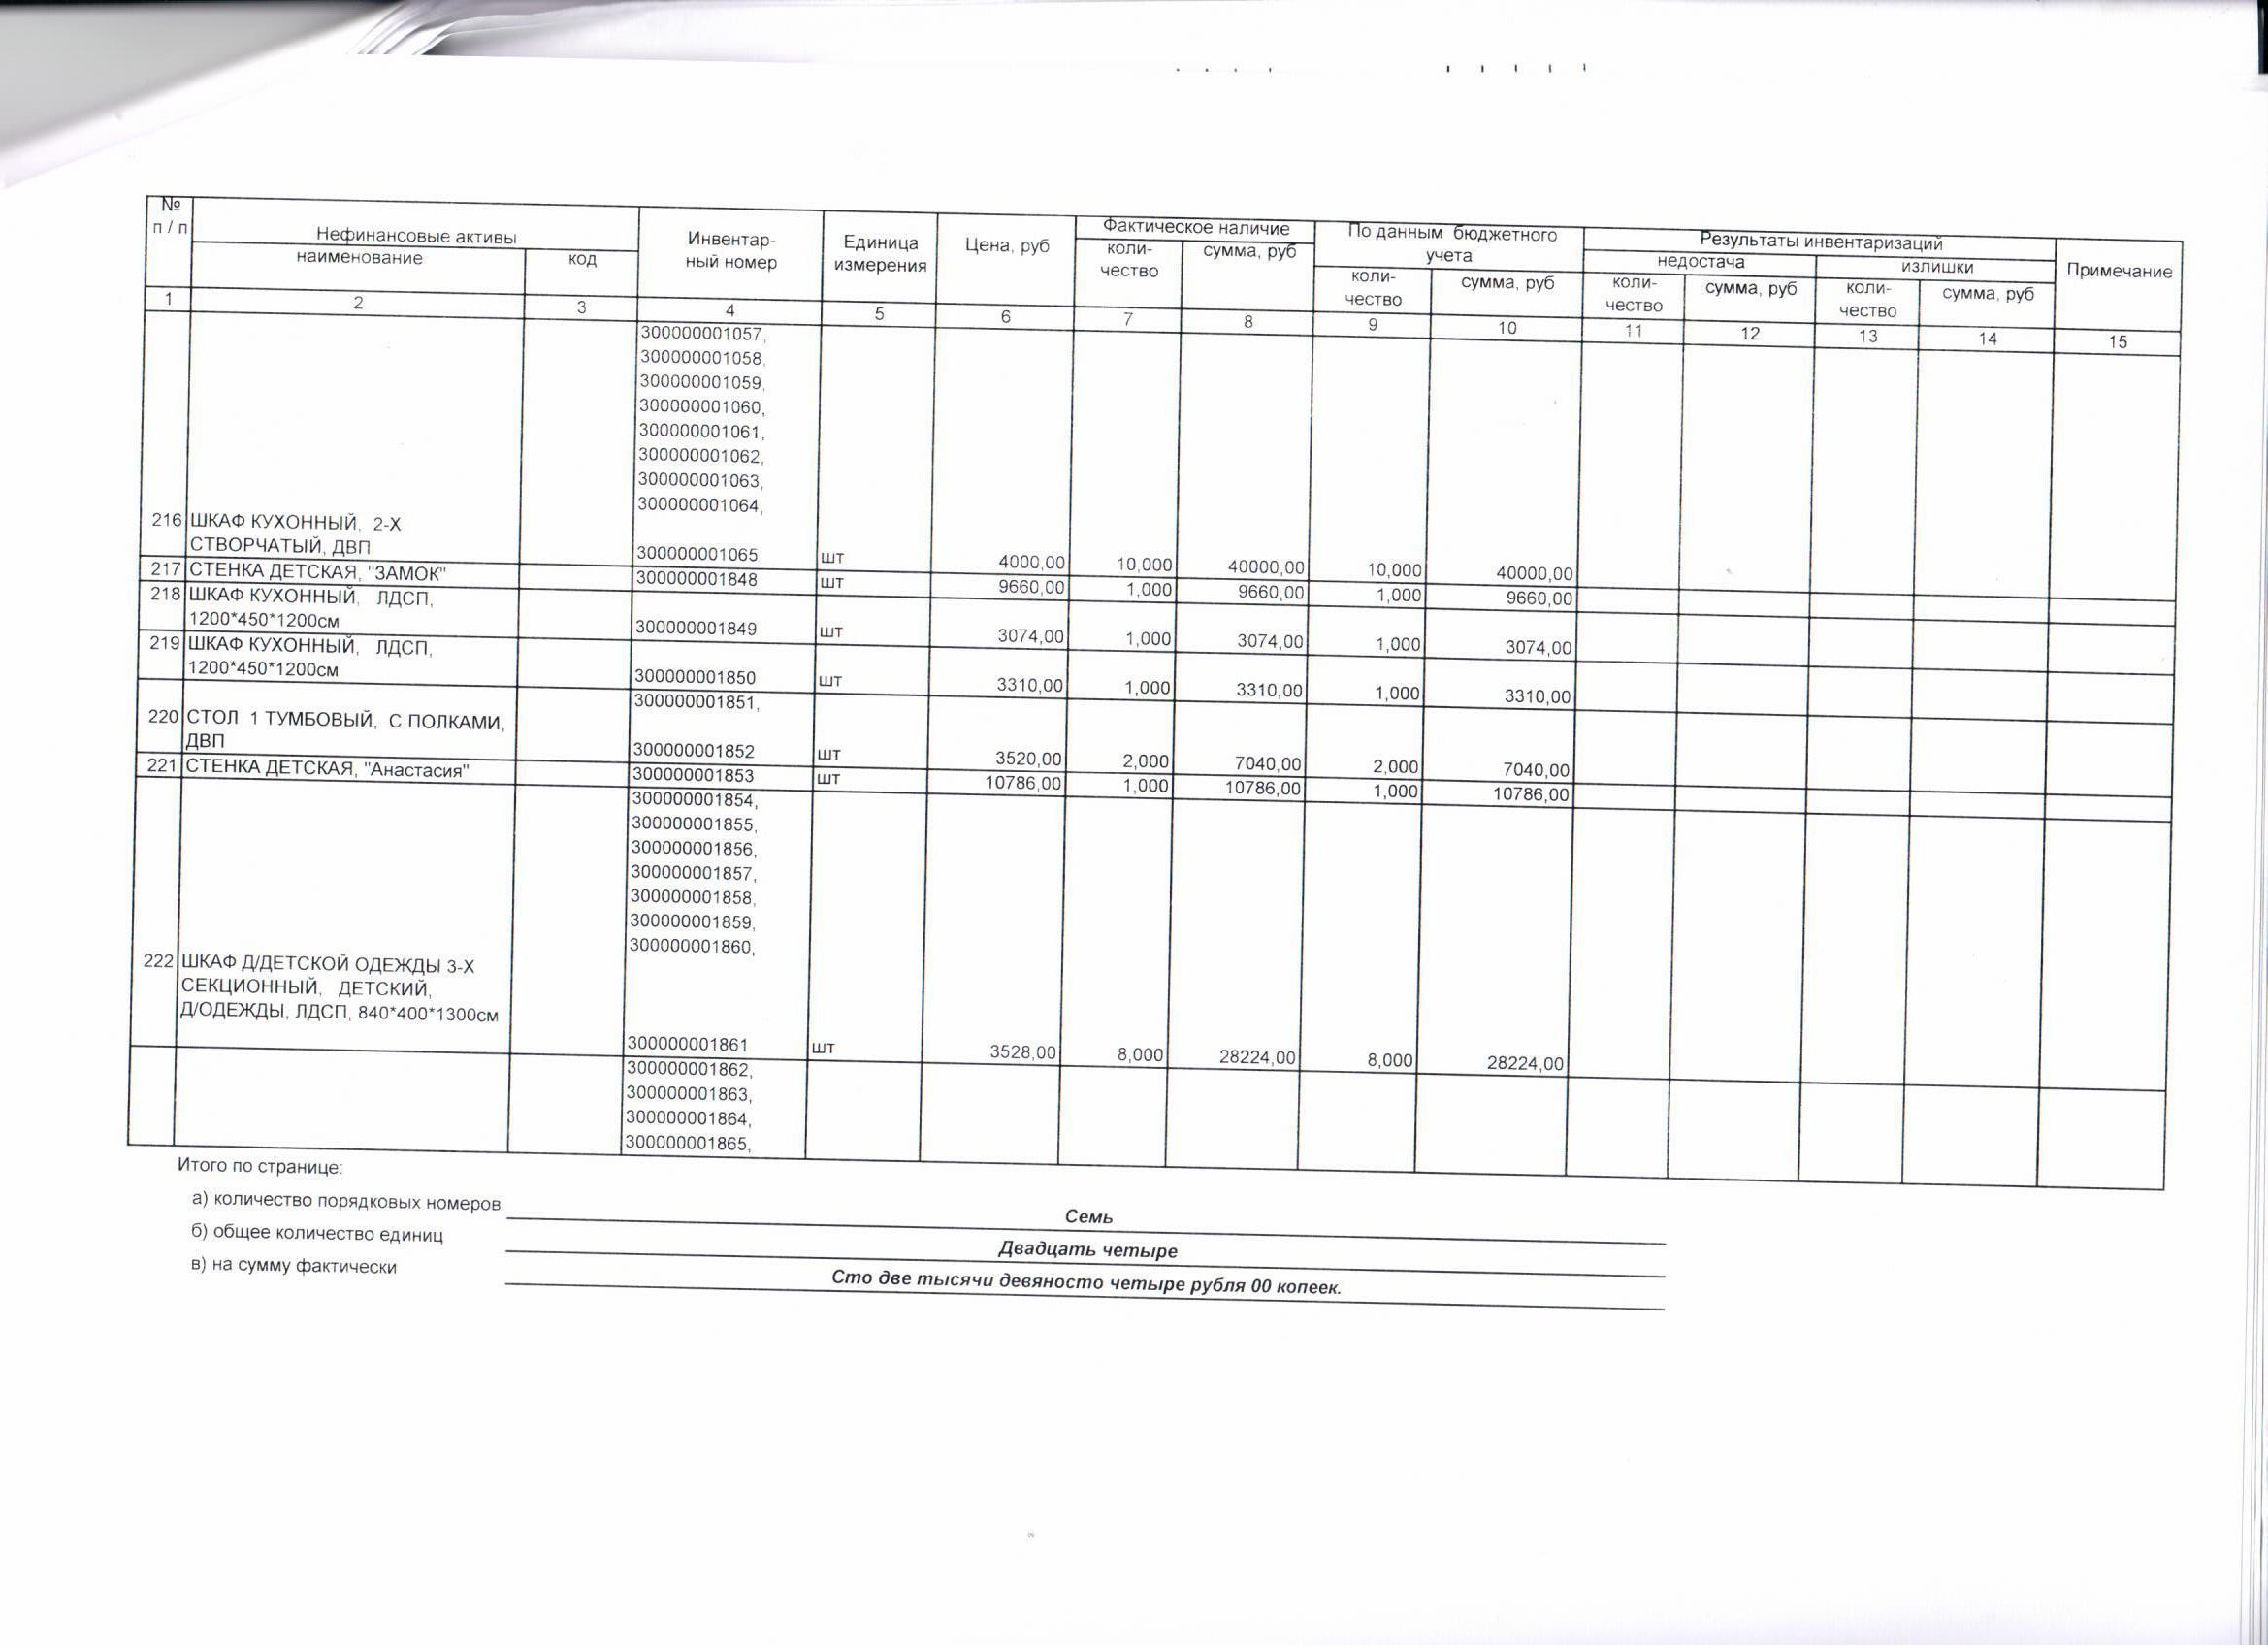 №
п / п
Нефинансовые активы
наименование
код
Инвентар-
ный номер
Единица
измерения
Цена, руб
Фактическое наличие
коли-
чество
сумма, руб
По данным бюджетного
учета
коли-
чество
сумма, руб
Результаты инвентаризаций
недостача
коли-
чество
сумма, руб
излишки
коли-
чество
сумма, руб
Примечание
1 2 3 4 5 6 7 8 9 10 11 12 13 14 15
300000001057,
300000001058,
300000001059,
300000001060,
300000001061,
300000001062,
300000001063,
300000001064,
216 ШКАФ КУХОННЫЙ, 2-Х
СТВОРЧАТЫЙ, ДВП
300000001065 шт 4000,00 10,000 40000,00 10,000 40000,00
217 СТЕНКА ДЕТСКАЯ, "ЗАМОК" 300000001848 шт 9660,00 1,000 9660,00 1,000 9660,00
218 ШКАФ КУХОННЫЙ, ЛДСП,
1200*450*1200см 300000001849 шт 3074,00 1,000 3074,00 1,000 3074,00
219 ШКАФ КУХОННЫЙ, ЛДСП,
1200*450*1200см 300000001850 шт 3310,00 1,000 3310,00 1,000 3310,00
300000001851,
220 СТОЛ 1 ТУМБОВЫЙ, С ПОЛКАМИ,
ДВП 300000001852 шт 3520,00 2,000 7040,00 2,000 7040,00
221 СТЕНКА ДЕТСКАЯ, "Анастасия" 300000001853 шт 10786,00 1,000 10786,00 1,000 10786,00
300000001854,
300000001855,
300000001856,
300000001857,
300000001858,
300000001859,
300000001860,
222 ШКАФ Д/ДЕТСКОЙ ОДЕЖДЫ 3-Х
СЕКЦИОННЫЙ, ДЕТСКИЙ,
Д/ОДЕЖДЫ, ЛДСП, 840*400*1300см
300000001861 шт 3528,00 8,000 28224,00 8,000 28224,00
300000001862,
300000001863,
300000001864,
300000001865,
Итого по странице:
а) количество порядковых номеров Семь
б) общее количество единиц Двадцать четыре
в) на сумму фактически Сто две тысячи девяносто четыре рубля 00 копеек.